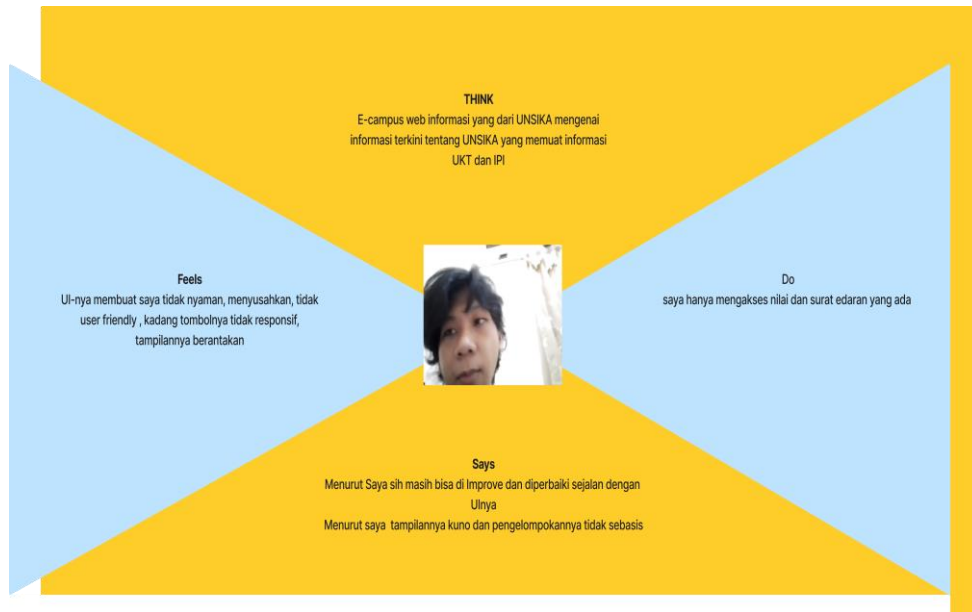 THINK
E-campus web informasi yang dari UNSIKA mengenai
informasi terkini tentang UNSIKA yang memuat informasi
UKT dan IPI
Feels
UI-nya membuat saya tidak nyaman, menyusahkan, tidak
user friendly , kadang tombolnya tidak responsif,
tampilannya berantakan
Do
saya hanya mengakses nilai dan surat edaran yang ada
Says
Menurut Saya sih masih bisa di Improve dan diperbaiki sejalan dengan
UInya
Menurut saya  tampilannya kuno dan pengelompokannya tidak sebasis